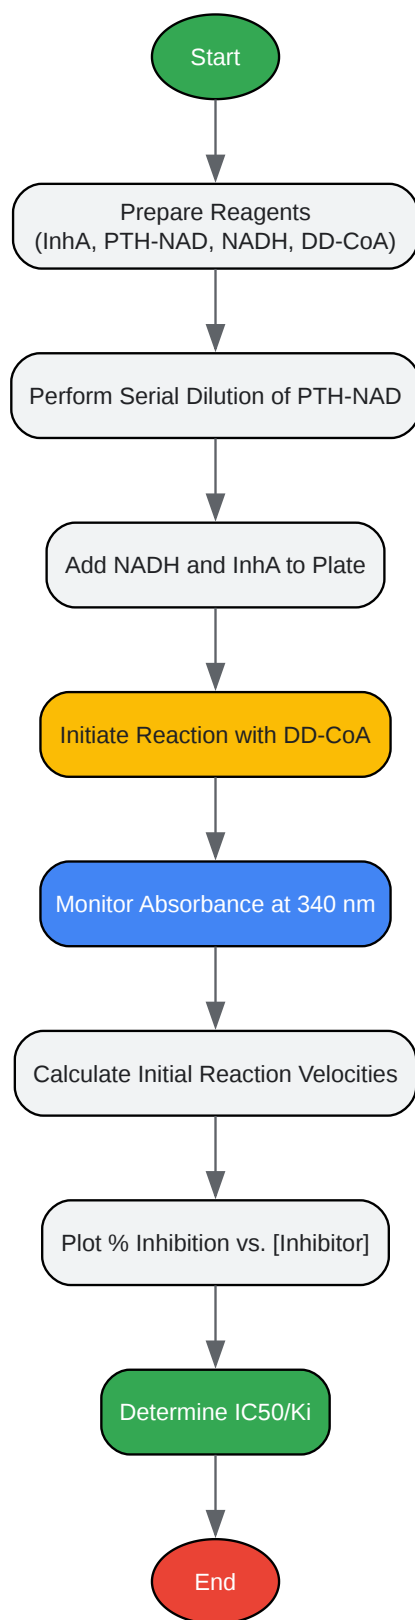 Start
Prepare Reagents
(InhA, PTH-NAD, NADH, DD-CoA)
Perform Serial Dilution of PTH-NAD
Add NADH and InhA to Plate
Initiate Reaction with DD-CoA
Monitor Absorbance at 340 nm
Calculate Initial Reaction Velocities
Plot % Inhibition vs. [Inhibitor]
Determine IC50/Ki
End